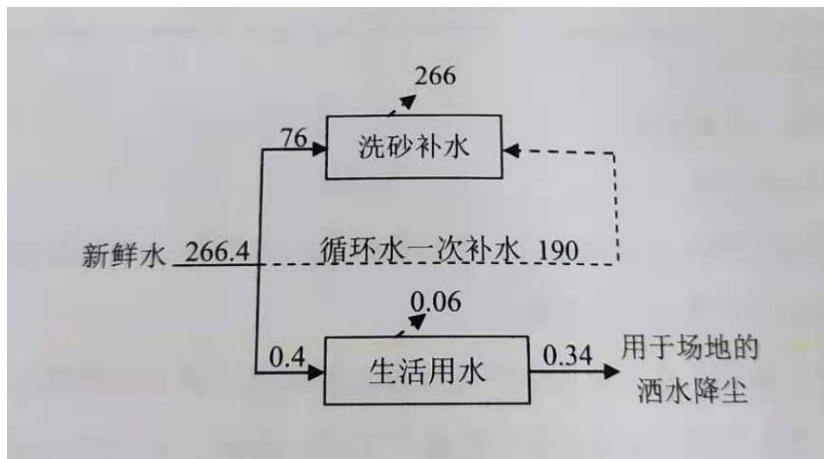 266
76
洗砂补水
新鲜水 266.4
循环水一次补水 190
0.06
0.4
生活用水
0.34
用于场地的
洒水降尘